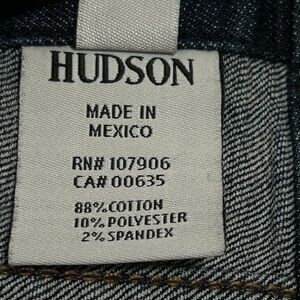 HUDSON
MADE IN
MEXICO
RN# 107906
CA# 00635
88% COTTON
10% POLYESTER
2% SPANDEX